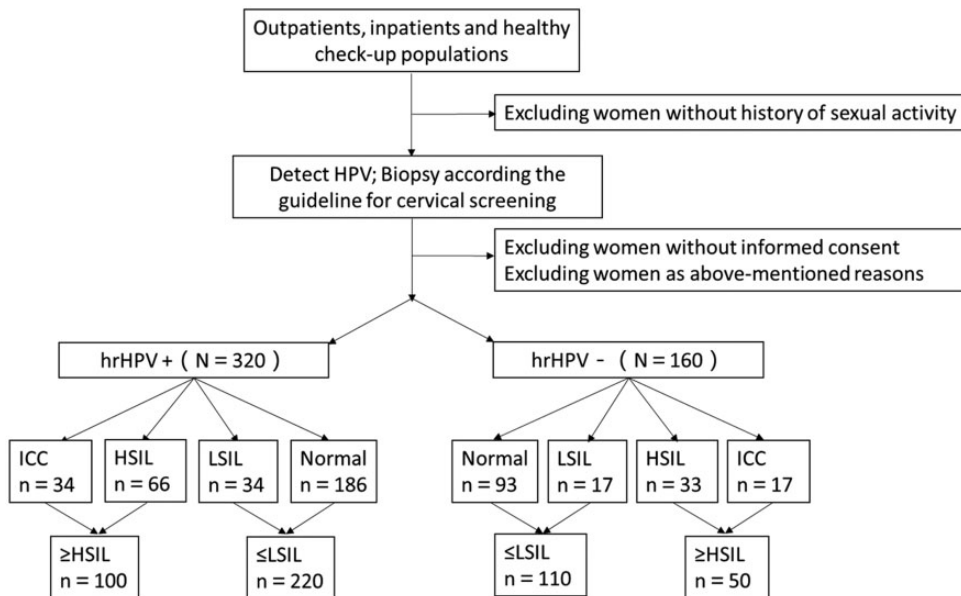 Outpatients, inpatients and healthy
check-up populations
Excluding women without history of sexual activity
Detect HPV; Biopsy according the
guideline for cervical screening
Excluding women without informed consent
Excluding women as above-mentioned reasons
hrHPV + ( N = 320 )
hrHPV - ( N = 160 )
ICC
n = 34
HSIL
n = 66
LSIL
n = 34
Normal
n = 186
Normal
n = 93
LSIL
n = 17
HSIL
n = 33
ICC
n = 17
≥HSIL
n = 100
≤LSIL
n = 220
≤LSIL
n = 110
≥HSIL
n = 50